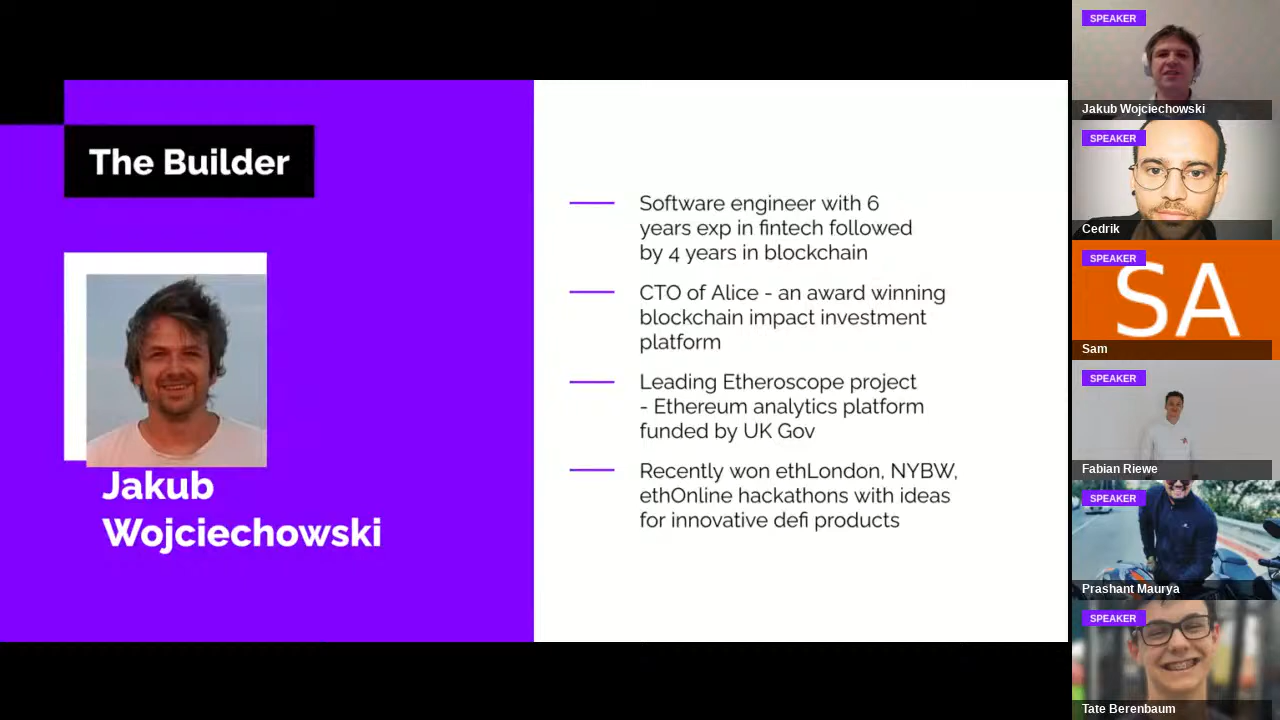 The Builder
Jakub
Wojciechowski
Software engineer with 6
years exp in fintech followed
by 4 years in blockchain
CTO of Alice - an award winning
blockchain impact investment
platform
Leading Etheroscope project
- Ethereum analytics platform
funded by UK Gov
Recently won ethLondon, NYBW,
ethOnline hackathons with ideas
for innovative defi products
SPEAKER
Jakub Wojciechowski
SPEAKER
Cedrik
SPEAKER
SA
Sam
SPEAKER
Fabian Riewe
SPEAKER
Prashant Maurya
SPEAKER
Tate Berenbaum